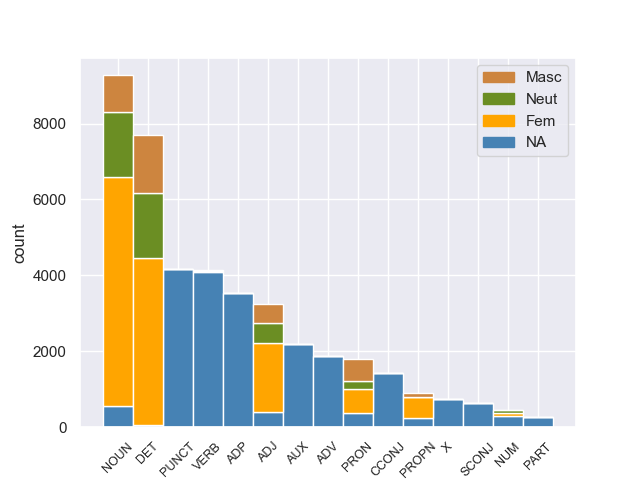 Masc
Neut
Fem
NA
count
8000
6000
4000
2000
0
NOUN
DET
PUNCT
VERB
ADP
ADJ
AUX
ADV
PRON
CCONJ
PROPN
X
SCONJ
NUM
PART